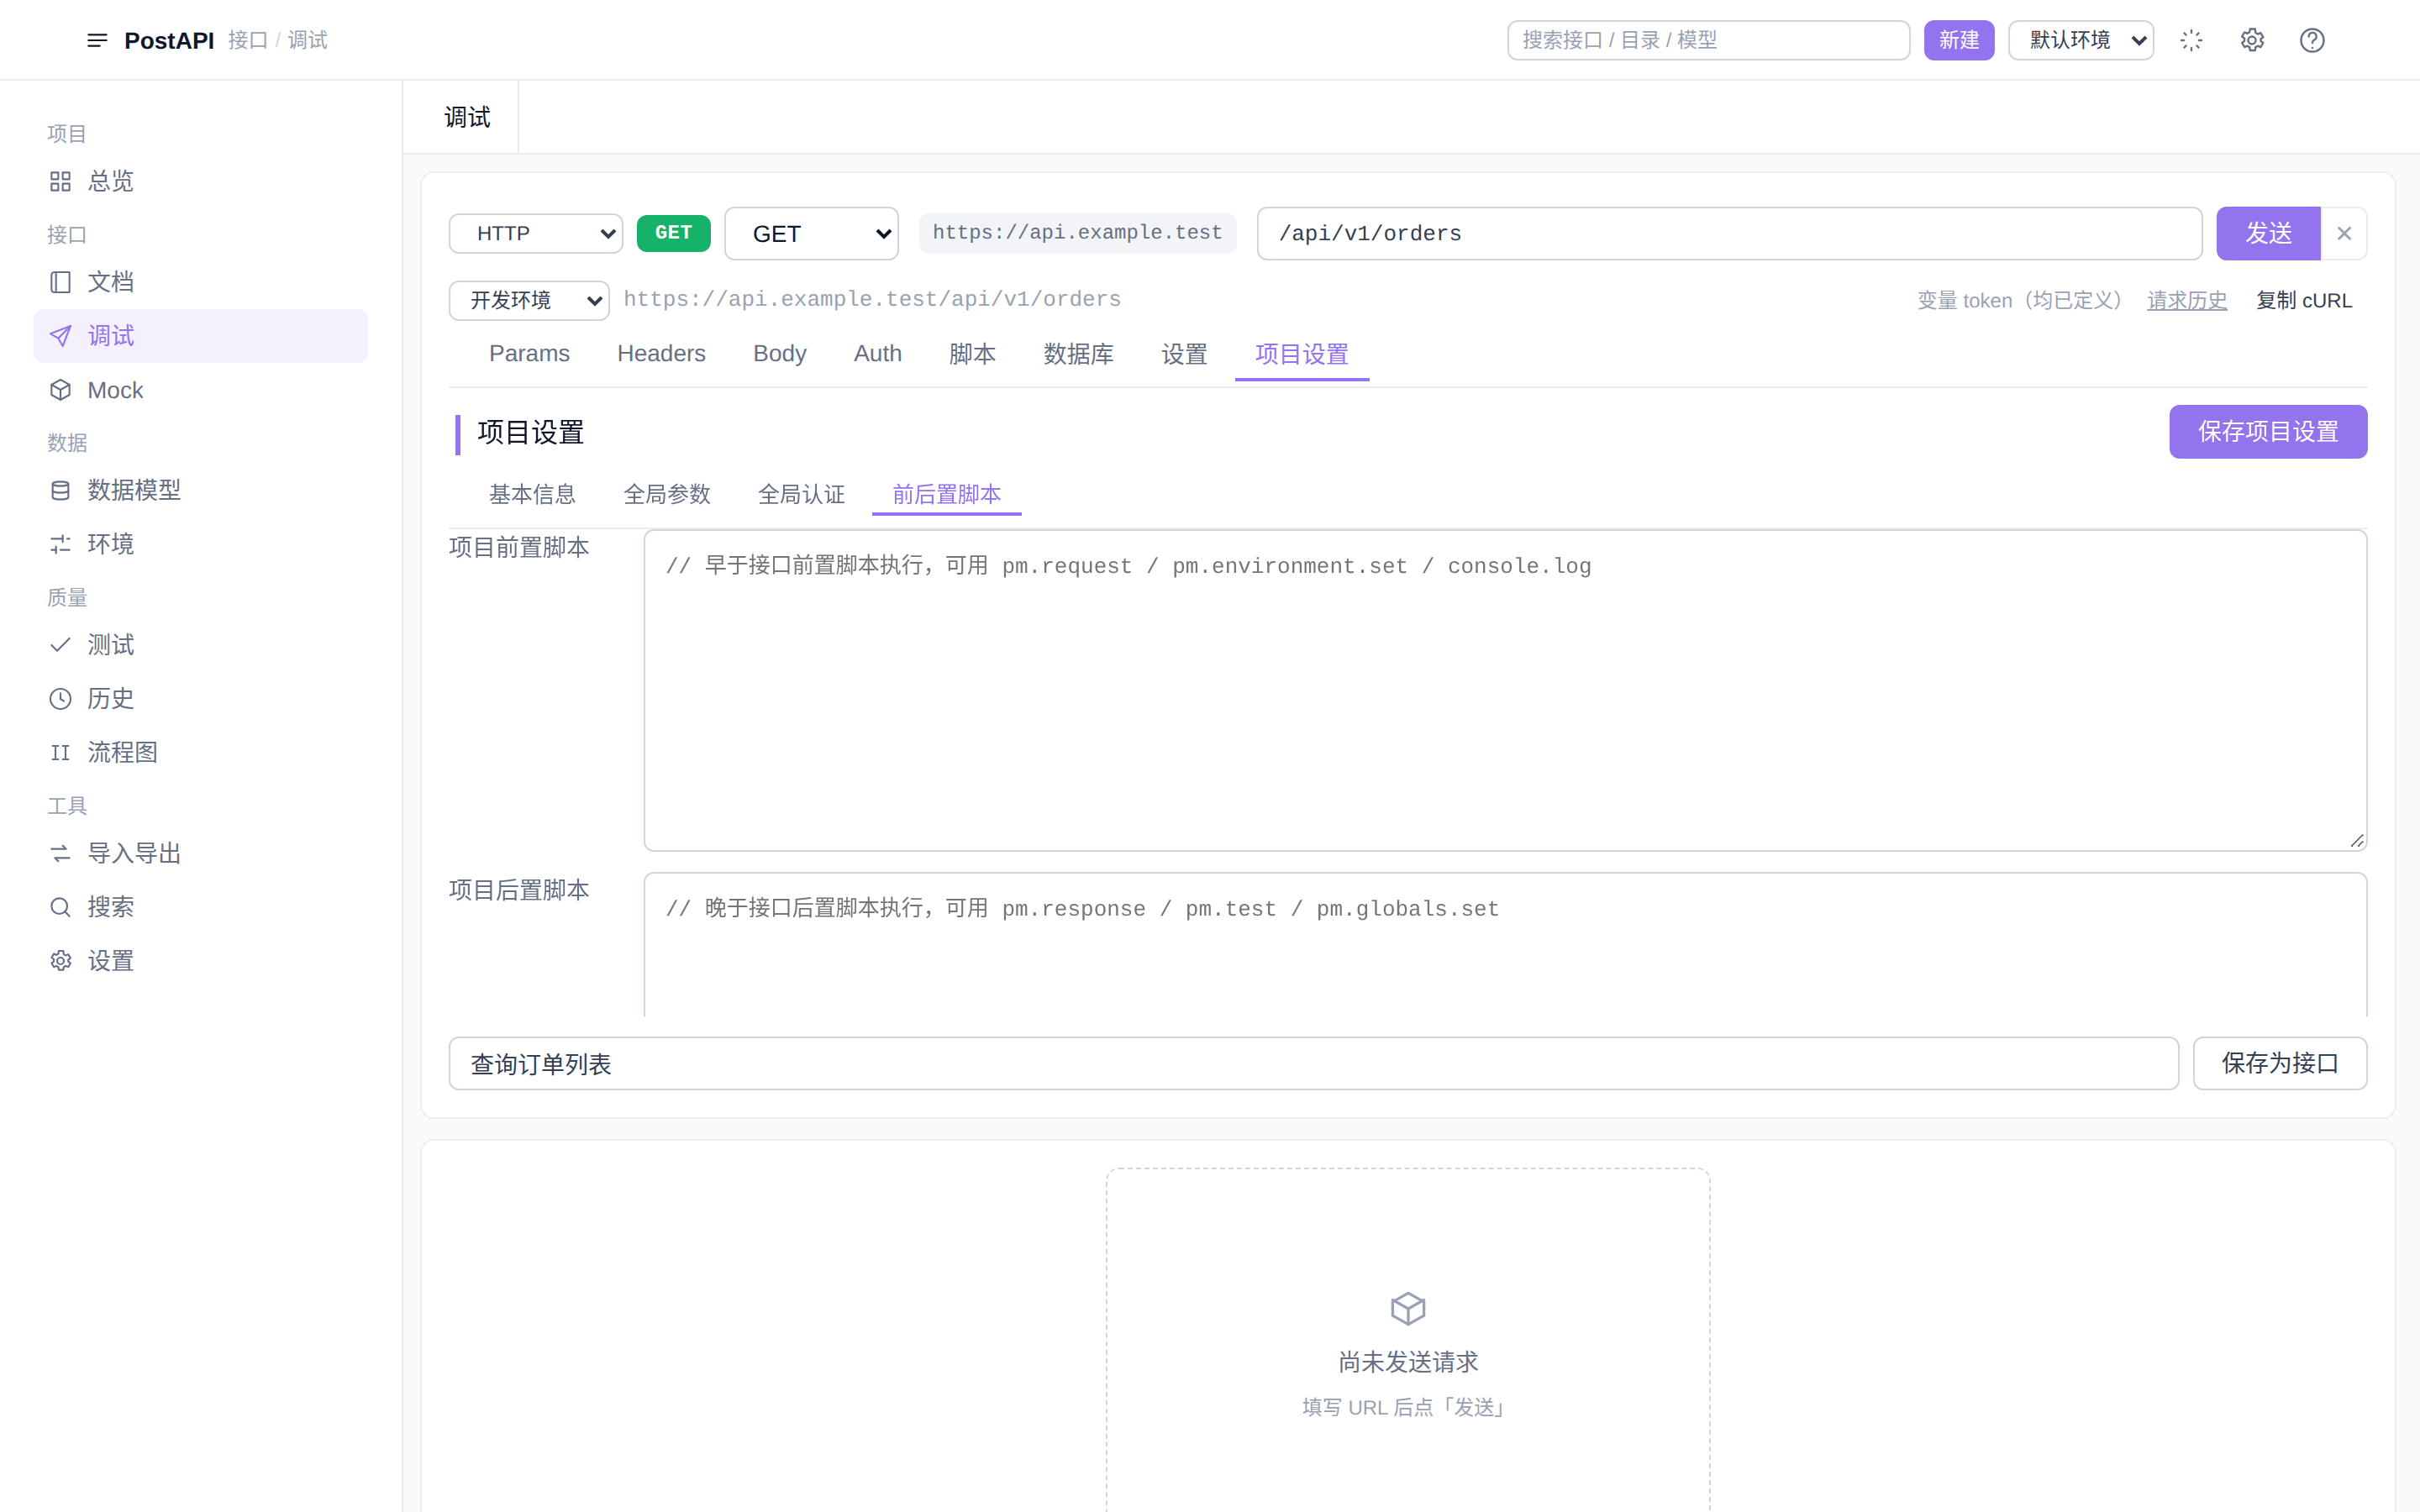 PostAPI 接口 / 调试
搜索接口 / 目录 / 模型
新建
默认环境
项目
总览
接口
文档
调试
Mock
数据
数据模型
环境
质量
测试
历史
流程图
工具
导入导出
搜索
设置
调试
HTTP
GET
GET
https://api.example.test
/api/v1/orders
发送
开发环境
https://api.example.test/api/v1/orders
变量 token（均已定义）
请求历史
复制 cURL
Params Headers Body Auth 脚本 数据库 设置 项目设置
项目设置
保存项目设置
基本信息 全局参数 全局认证 前后置脚本
项目前置脚本
// 早于接口前置脚本执行，可用 pm.request / pm.environment.set / console.log
项目后置脚本
// 晚于接口后置脚本执行，可用 pm.response / pm.test / pm.globals.set
查询订单列表
保存为接口
尚未发送请求
填写 URL 后点「发送」